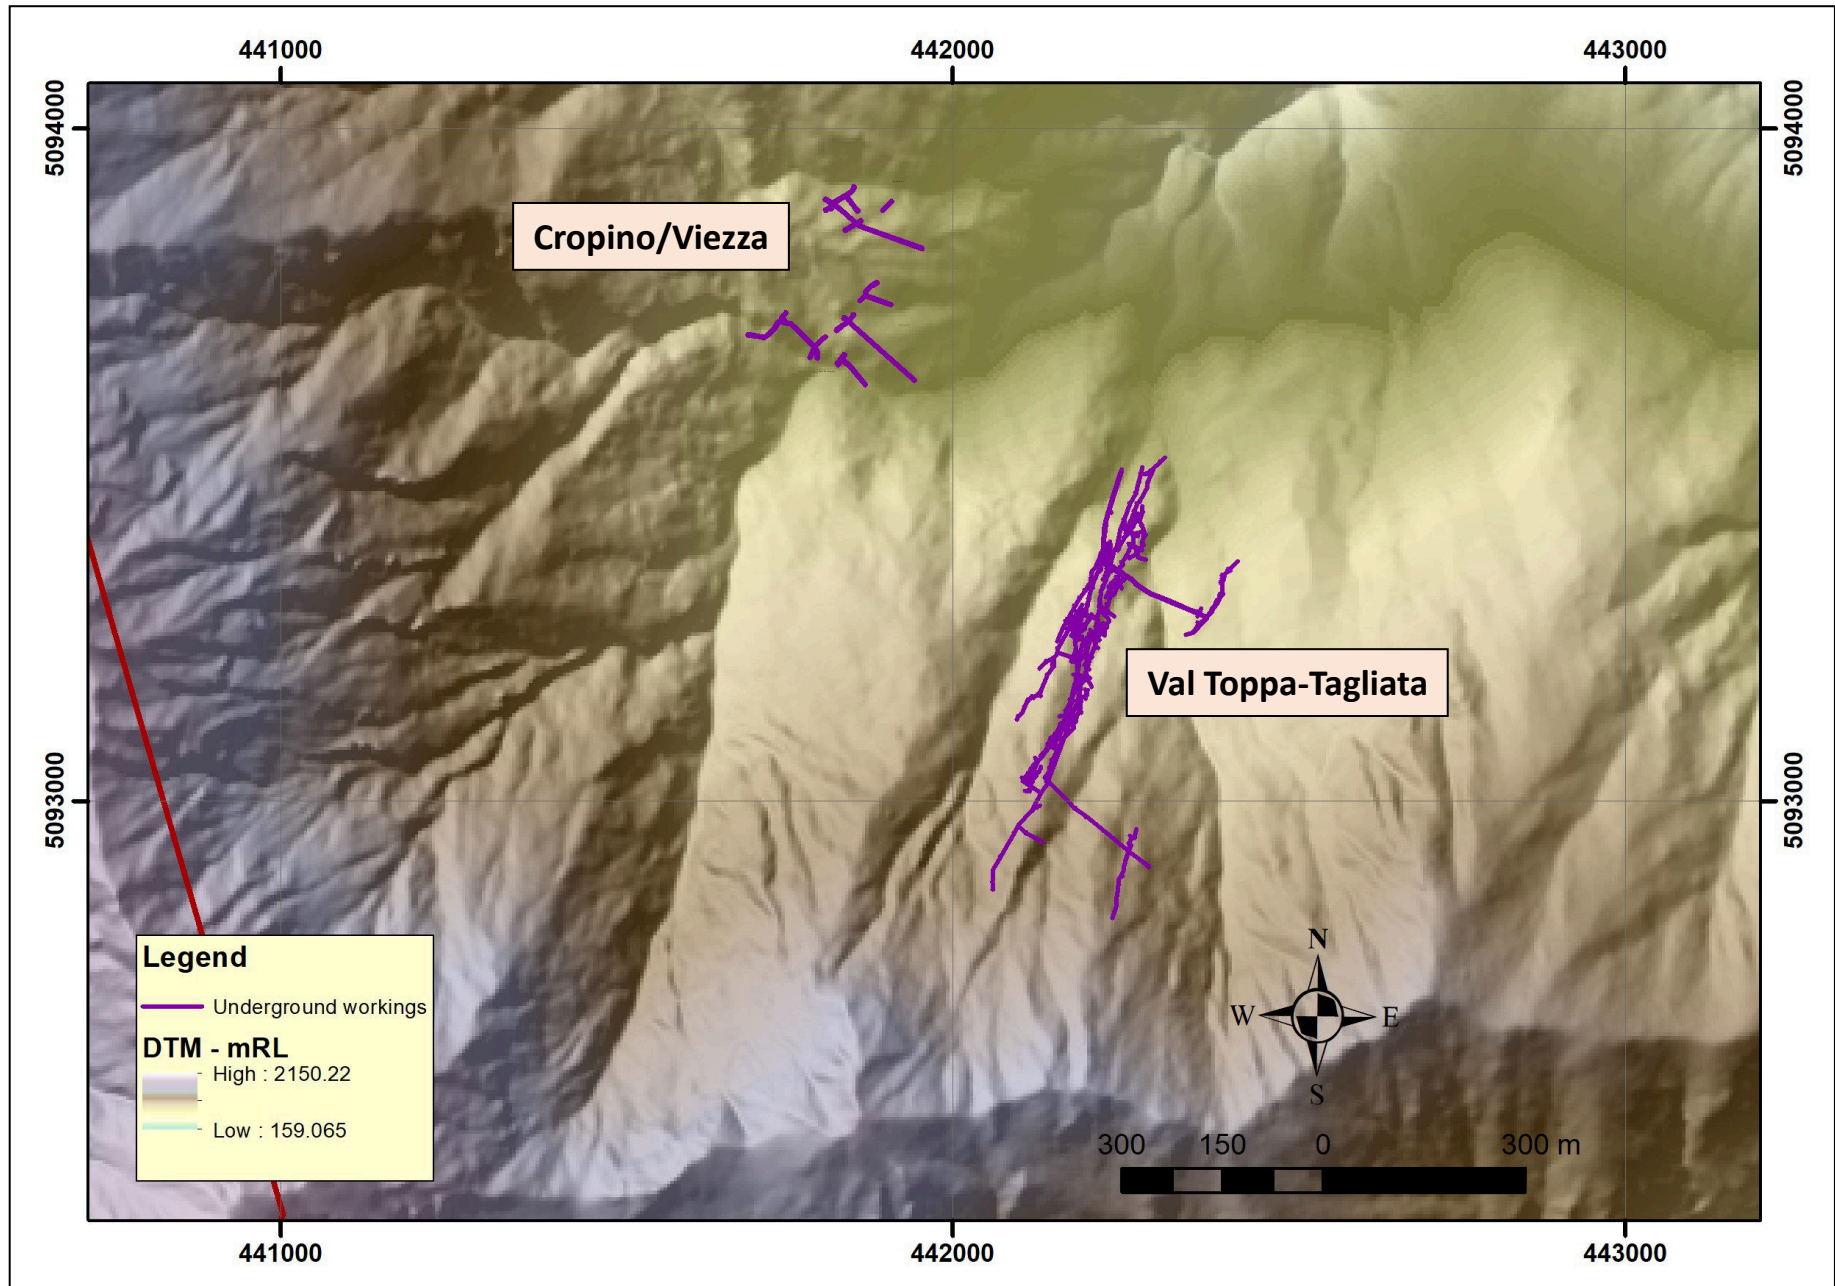 441000 442000 443000
5094000 5094000
Cropino/Viezza
Val Toppa-Tagliata
5093000 5093000
N
W E
S
Legend
Underground workings
DTM - mRL
High : 2150.22
Low : 159.065
300 150 0 300 m
441000 442000 443000